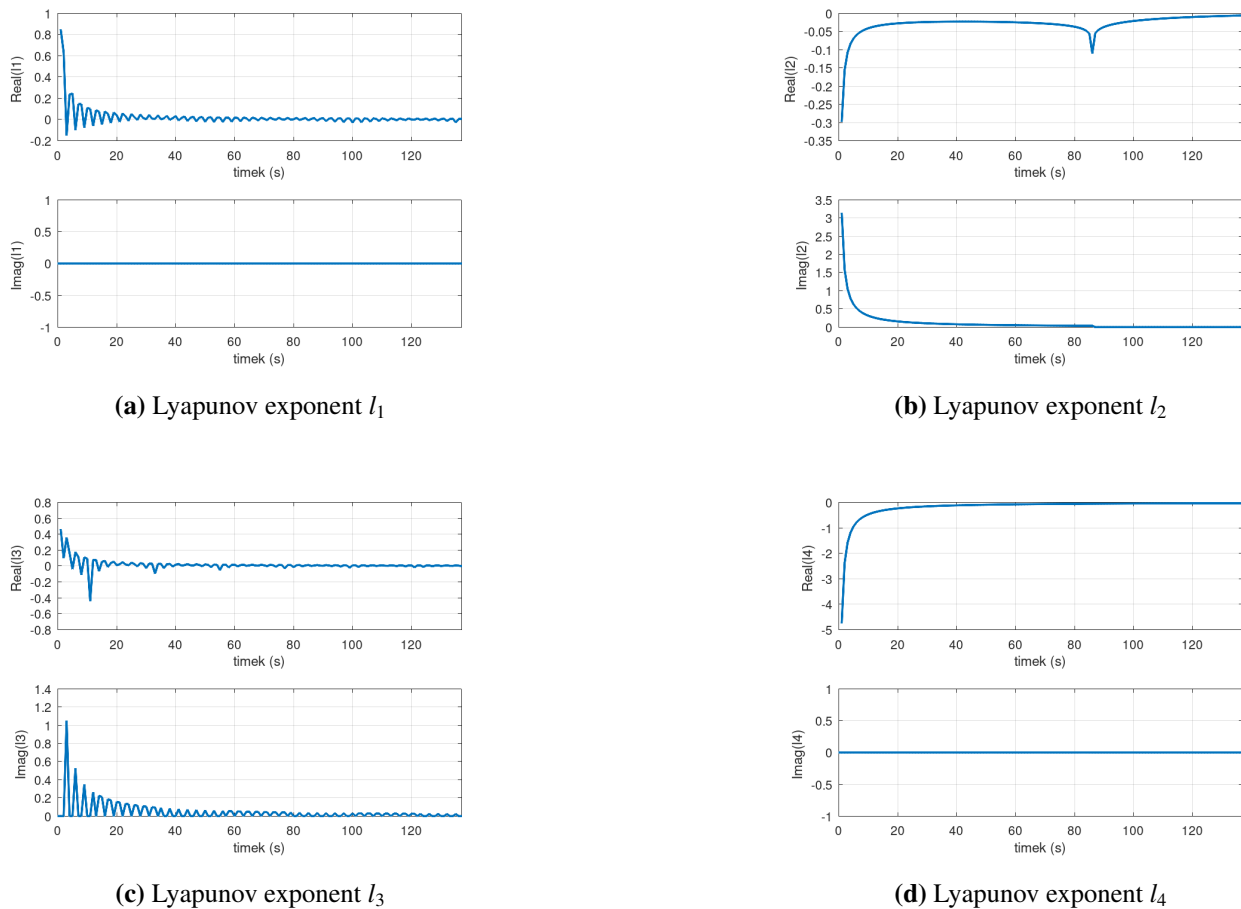 Real(l1)
1
0.8
0.6
0.4
0.2
0
-0.2
0 20 40 60 80 100 120
timek (s)
Imag(l1)
1
0.5
0
-0.5
-1
0 20 40 60 80 100 120
timek (s)
(a) Lyapunov exponent l₁
Real(l2)
0
-0.05
-0.1
-0.15
-0.2
-0.25
-0.3
-0.35
0 20 40 60 80 100 120
timek (s)
Imag(l2)
3.5
3
2.5
2
1.5
1
0.5
0
0 20 40 60 80 100 120
timek (s)
(b) Lyapunov exponent l₂
Real(l3)
0.8
0.6
0.4
0.2
0
-0.2
-0.4
-0.6
-0.8
0 20 40 60 80 100 120
timek (s)
Imag(l3)
1.4
1.2
1
0.8
0.6
0.4
0.2
0
0 20 40 60 80 100 120
timek (s)
(c) Lyapunov exponent l₃
Real(l4)
0
-1
-2
-3
-4
-5
0 20 40 60 80 100 120
timek (s)
Imag(l4)
1
0.5
0
-0.5
-1
0 20 40 60 80 100 120
timek (s)
(d) Lyapunov exponent l₄